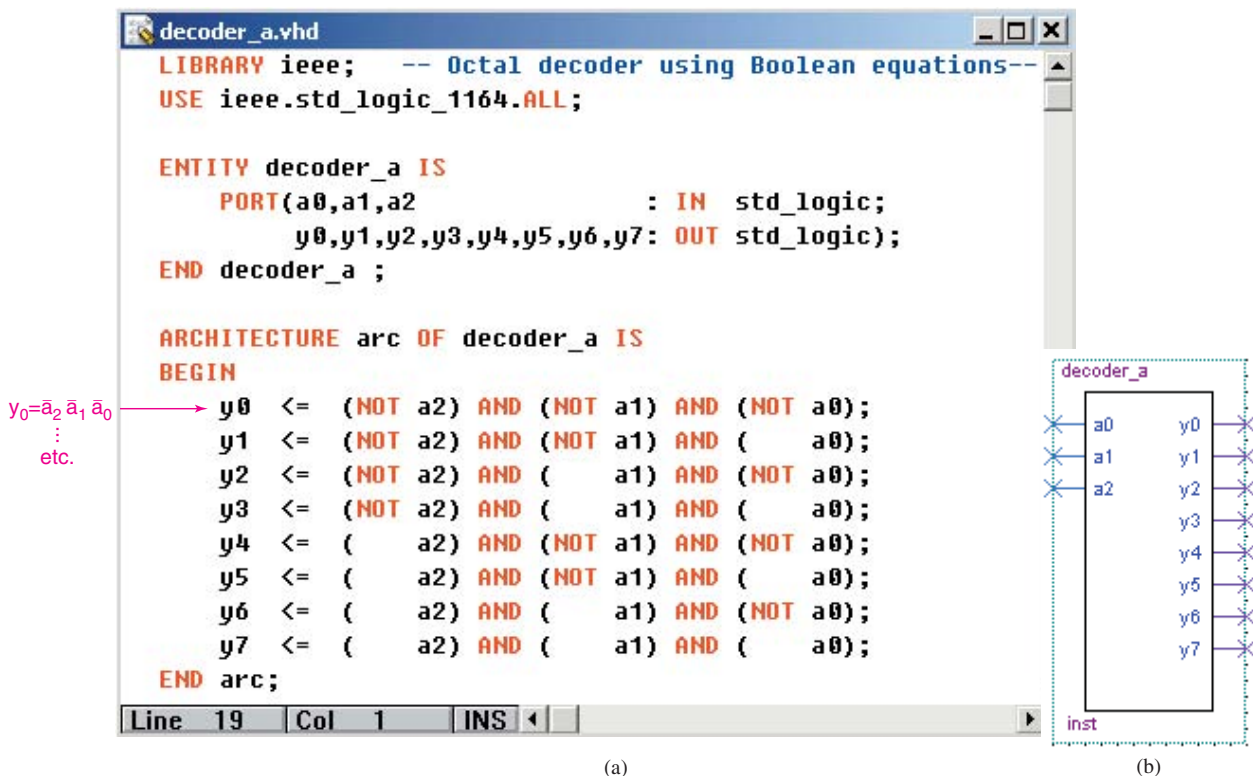 decoder_a.vhd
LIBRARY ieee;   -- Octal decoder using Boolean equations--
USE ieee.std_logic_1164.ALL;
ENTITY decoder_a IS
    PORT(a0,a1,a2               : IN  std_logic;
         y0,y1,y2,y3,y4,y5,y6,y7: OUT std_logic);
END decoder_a ;
ARCHITECTURE arc OF decoder_a IS
BEGIN
    y0  <=  (NOT a2) AND (NOT a1) AND (NOT a0);
    y1  <=  (NOT a2) AND (NOT a1) AND (    a0);
    y2  <=  (NOT a2) AND (    a1) AND (NOT a0);
    y3  <=  (NOT a2) AND (    a1) AND (    a0);
    y4  <=  (    a2) AND (NOT a1) AND (NOT a0);
    y5  <=  (    a2) AND (NOT a1) AND (    a0);
    y6  <=  (    a2) AND (    a1) AND (NOT a0);
    y7  <=  (    a2) AND (    a1) AND (    a0);
END arc;
Line 19 Col 1 INS
y₀=ā₂ ā₁ ā₀
⋮
etc.
(a)
decoder_a
a0 y0
a1 y1
a2 y2
y3
y4
y5
y6
y7
inst
(b)